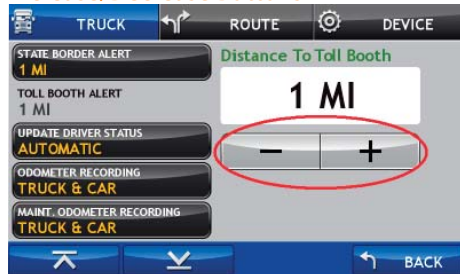 TRUCK
ROUTE
DEVICE
STATE BORDER ALERT
1 MI
TOLL BOOTH ALERT
1 MI
UPDATE DRIVER STATUS
AUTOMATIC
ODOMETER RECORDING
TRUCK & CAR
MAINT. ODOMETER RECORDING
TRUCK & CAR
Distance To Toll Booth
1 MI
− +
BACK